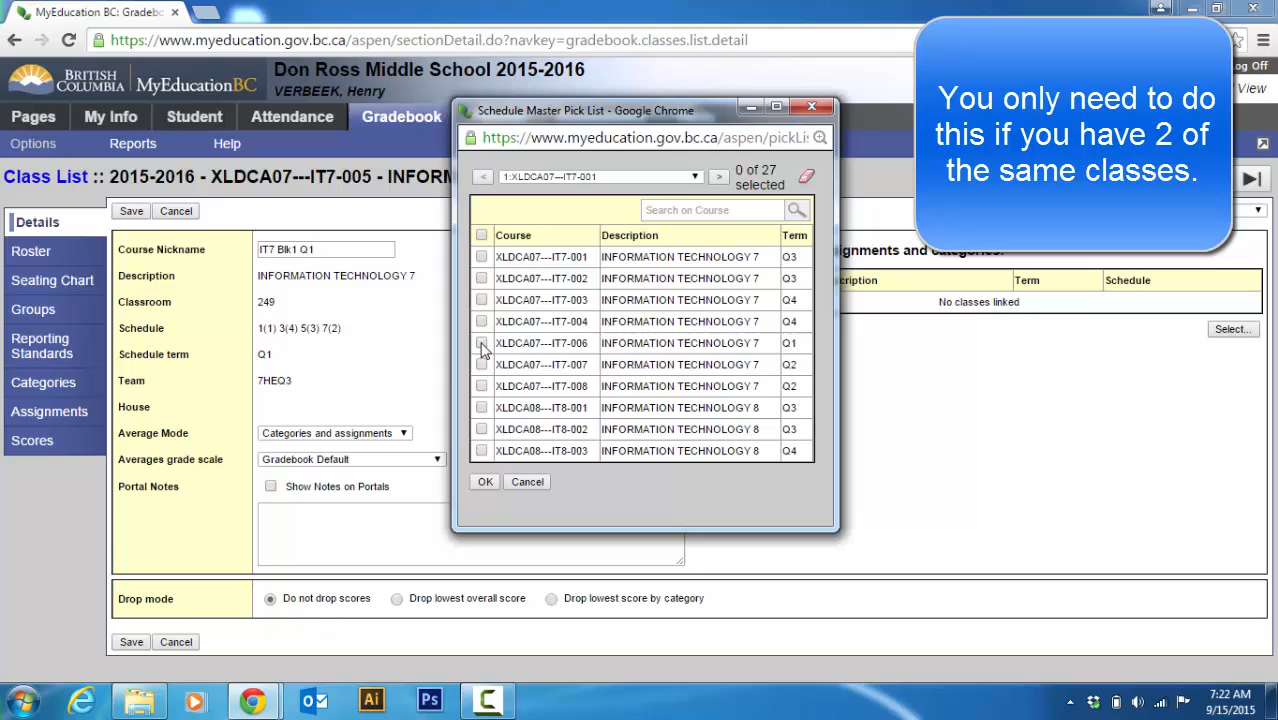 MyEducation BC: Gradebo
https://www.myeducation.gov.bc.ca/aspen/sectionDetail.do?navkey=gradebook.classes.list.detail
BRITISH COLUMBIA
MyEducationBC
Don Ross Middle School 2015-2016
VERBEEK, Henry
Log Off
View
Pages
My Info
Student
Attendance
Gradebook
Options
Reports
Help
Class List :: 2015-2016 - XLDCA07---IT7-005 - INFORM
Details
Roster
Seating Chart
Groups
Reporting Standards
Categories
Assignments
Scores
Save
Cancel
Course Nickname
IT7 Blk1 Q1
Description
INFORMATION TECHNOLOGY 7
Classroom
249
Schedule
1(1) 3(4) 5(3) 7(2)
Schedule term
Q1
Team
7HEQ3
House
Average Mode
Categories and assignments
Averages grade scale
Gradebook Default
Portal Notes
Show Notes on Portals
Drop mode
Do not drop scores
Drop lowest overall score
Drop lowest score by category
Save
Cancel
Schedule Master Pick List - Google Chrome
https://www.myeducation.gov.bc.ca/aspen/pickLi
<
1:XLDCA07---IT7-001
>
0 of 27 selected
Search on Course
Course Description Term
XLDCA07---IT7-001 INFORMATION TECHNOLOGY 7 Q3
XLDCA07---IT7-002 INFORMATION TECHNOLOGY 7 Q3
XLDCA07---IT7-003 INFORMATION TECHNOLOGY 7 Q4
XLDCA07---IT7-004 INFORMATION TECHNOLOGY 7 Q4
XLDCA07---IT7-006 INFORMATION TECHNOLOGY 7 Q1
XLDCA07---IT7-007 INFORMATION TECHNOLOGY 7 Q2
XLDCA07---IT7-008 INFORMATION TECHNOLOGY 7 Q2
XLDCA08---IT8-001 INFORMATION TECHNOLOGY 8 Q3
XLDCA08---IT8-002 INFORMATION TECHNOLOGY 8 Q3
XLDCA08---IT8-003 INFORMATION TECHNOLOGY 8 Q4
OK
Cancel
You only need to do
this if you have 2 of
the same classes.
gnments and categories:
cription Term Schedule
No classes linked
Select...
Ai
Ps
7:22 AM
9/15/2015